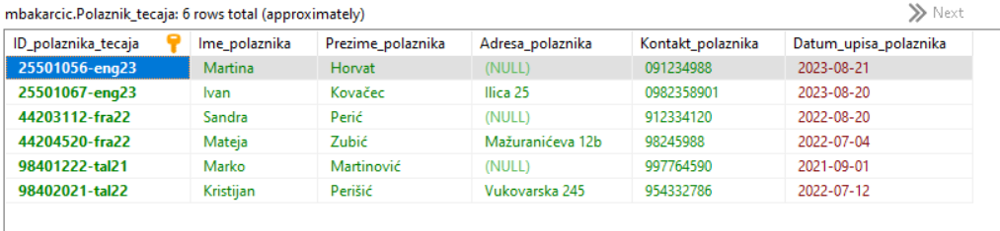 mbakarcic.Polaznik_tecaja: 6 rows total (approximately) Next
ID_polaznika_tecaja Ime_polaznika Prezime_polaznika Adresa_polaznika Kontakt_polaznika Datum_upisa_polaznika
25501056-eng23 Martina Horvat (NULL) 091234988 2023-08-21
25501067-eng23 Ivan Kovačec Ilica 25 0982358901 2023-08-20
44203112-fra22 Sandra Perić (NULL) 912334120 2022-08-20
44204520-fra22 Mateja Zubić Mažuranićeva 12b 98245988 2022-07-04
98401222-tal21 Marko Martinović (NULL) 997764590 2021-09-01
98402021-tal22 Kristijan Perišić Vukovarska 245 954332786 2022-07-12